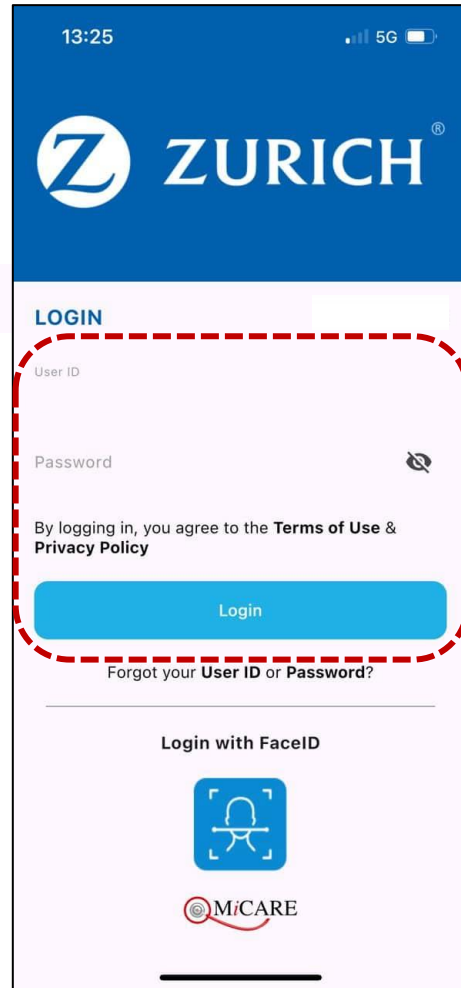 13:25 5G
ZURICH®
LOGIN
User ID
Password
By logging in, you agree to the Terms of Use &
Privacy Policy
Login
Forgot your User ID or Password?
Login with FaceID
MiCARE